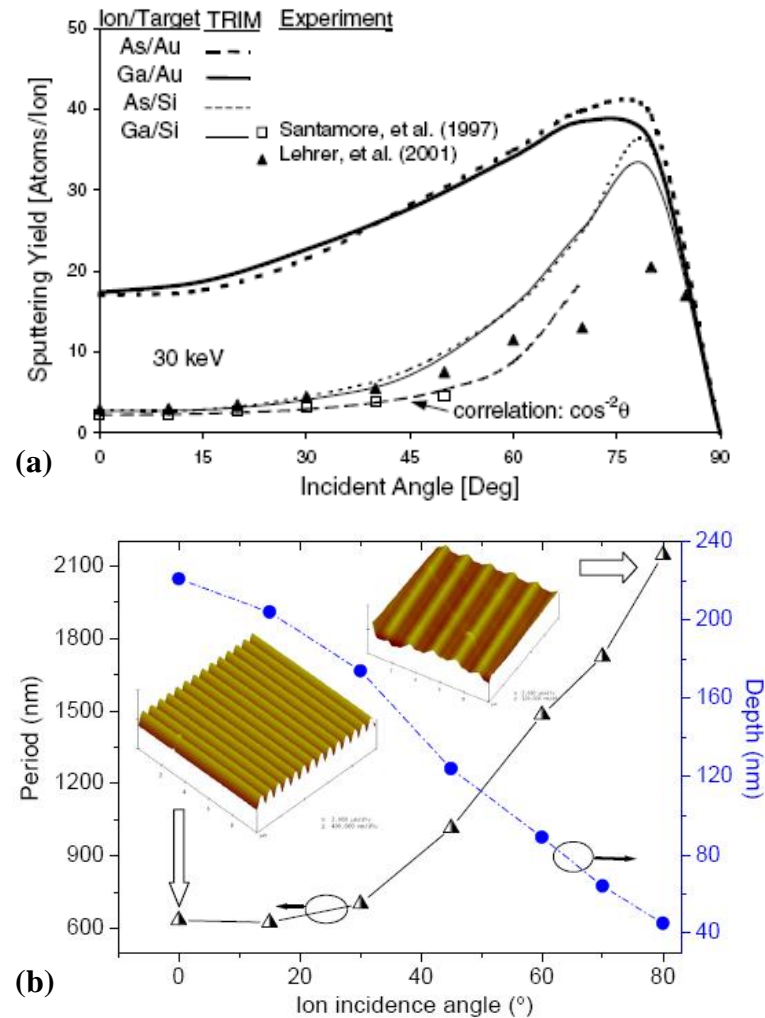 Ion/Target TRIM Experiment
As/Au
Ga/Au
As/Si
Ga/Si
Santamore, et al. (1997)
Lehrer, et al. (2001)
50
40
30
20
10
0
Sputtering Yield [Atoms/Ion]
30 keV
correlation: cos⁻²θ
0 15 30 45 60 75 90
Incident Angle [Deg]
(a)
2100
1800
1500
1200
900
600
Period (nm)
240
200
160
120
80
40
Depth (nm)
0 20 40 60 80
Ion incidence angle (°)
(b)